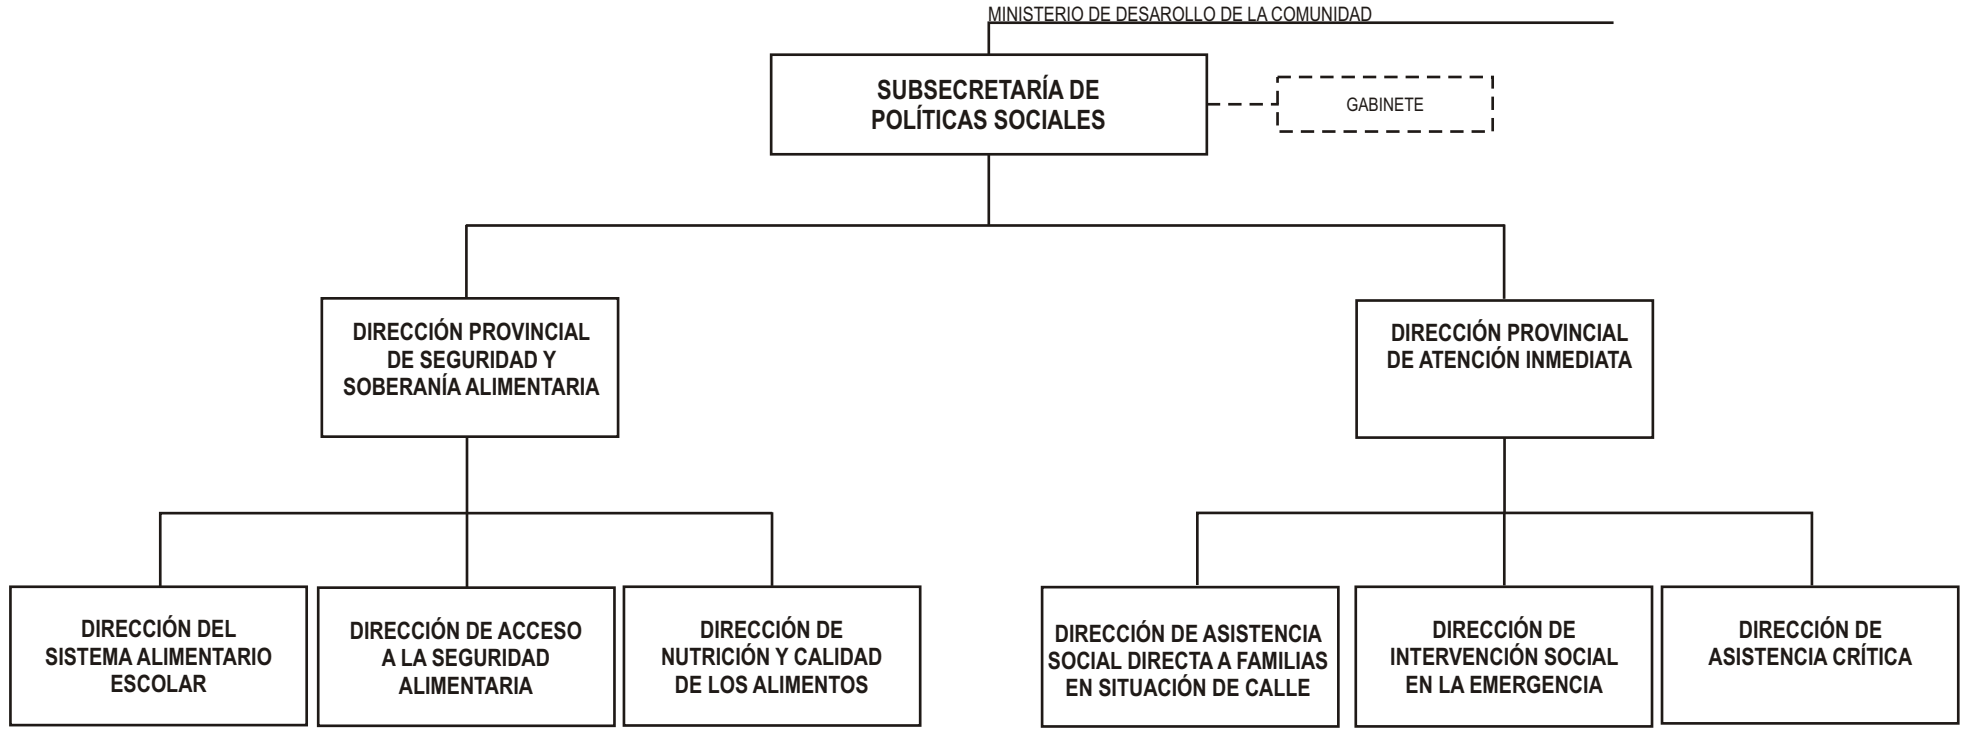 MINISTERIO DE DESAROLLO DE LA COMUNIDAD
SUBSECRETARÍA DE
POLÍTICAS SOCIALES
GABINETE
DIRECCIÓN PROVINCIAL
DE SEGURIDAD Y
SOBERANÍA ALIMENTARIA
DIRECCIÓN PROVINCIAL
DE ATENCIÓN INMEDIATA
DIRECCIÓN DEL
SISTEMA ALIMENTARIO
ESCOLAR
DIRECCIÓN DE ACCESO
A LA SEGURIDAD
ALIMENTARIA
DIRECCIÓN DE
NUTRICIÓN Y CALIDAD
DE LOS ALIMENTOS
DIRECCIÓN DE ASISTENCIA
SOCIAL DIRECTA A FAMILIAS
EN SITUACIÓN DE CALLE
DIRECCIÓN DE
INTERVENCIÓN SOCIAL
EN LA EMERGENCIA
DIRECCIÓN DE
ASISTENCIA CRÍTICA